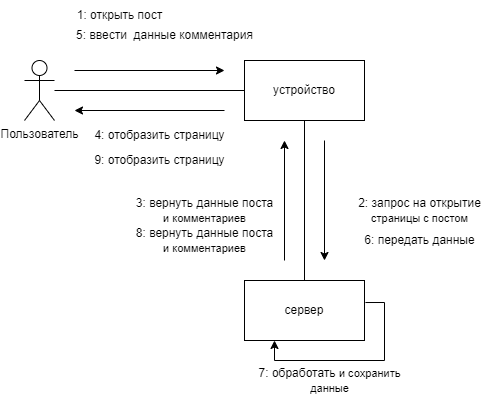 1: открыть пост
5: ввести данные комментария
Пользователь
устройство
4: отобразить страницу
9: отобразить страницу
3: вернуть данные поста
и комментариев
8: вернуть данные поста
и комментариев
2: запрос на открытие
страницы с постом
6: передать данные
сервер
7: обработать и сохранить
данные